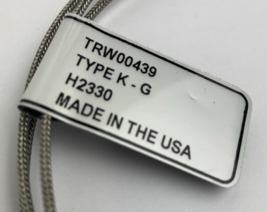 TRW00439
TYPE K - G
H2330
MADE IN THE USA